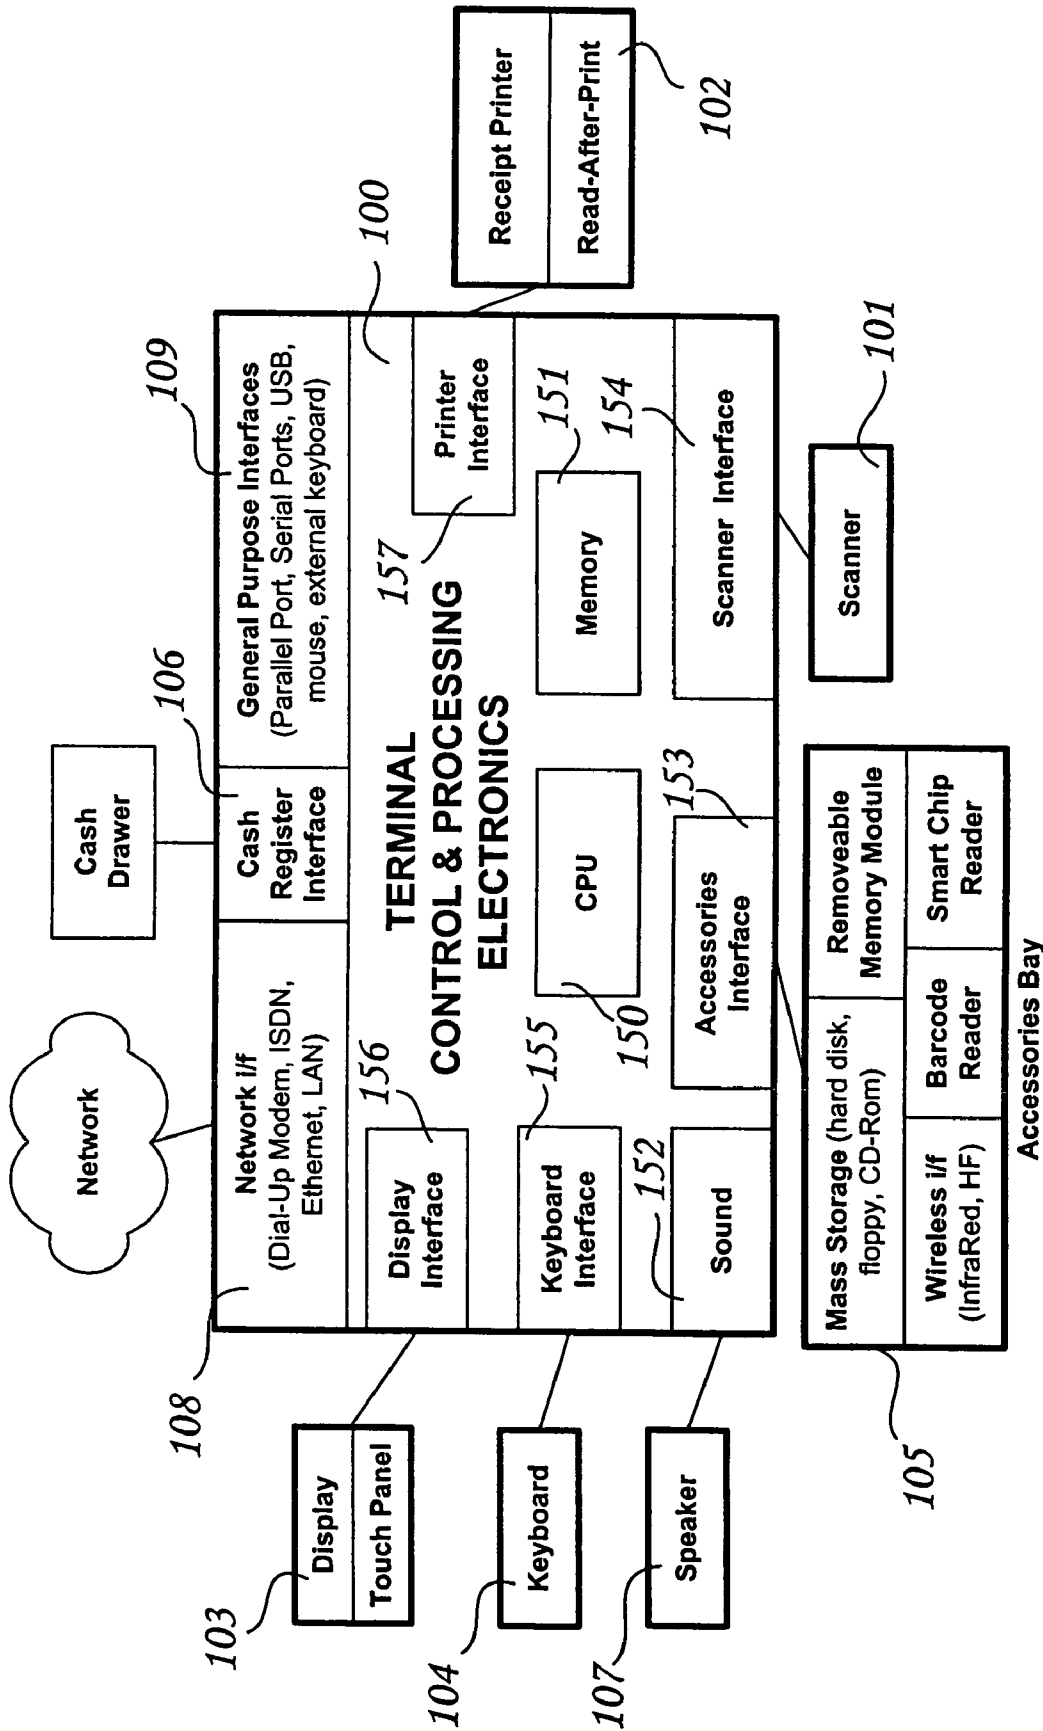 Network
Cash
Drawer
108
106
109
Network i/f
(Dial-Up Modem, ISDN,
Ethernet, LAN)
Cash
Register
Interface
General Purpose Interfaces
(Parallel Port, Serial Ports, USB,
mouse, external keyboard)
100
103
Display
Touch Panel
Display
Interface
156
TERMINAL
CONTROL & PROCESSING
ELECTRONICS
157
Printer
Interface
Receipt Printer
Read-After-Print
102
104
Keyboard
Keyboard
Interface
155
150
CPU
Memory
151
107
Speaker
Sound
152
Accessories
Interface
153
Scanner Interface
154
105
Mass Storage (hard disk,
floppy, CD-Rom)
Removeable
Memory Module
Wireless i/f
(InfraRed, HF)
Barcode
Reader
Smart Chip
Reader
Accessories Bay
Scanner
101